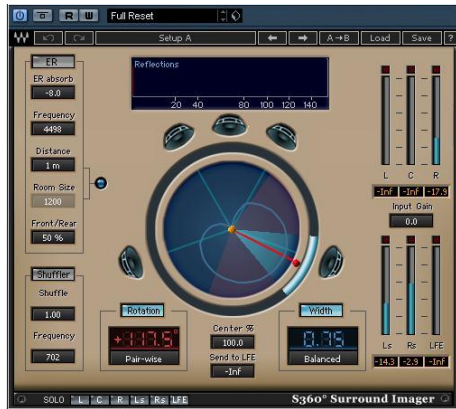 R W Full Reset
Setup A A→B Load Save ?
ER
ER absorb
-8.0
Frequency
4498
Distance
1 m
Room Size
1200
Front/Rear
50 %
Shuffler
Shuffle
1.00
Frequency
702
Reflections
20 40 80 100 120 140
L C R
-Inf -Inf -17.9
Input Gain
0.0
Ls Rs LFE
-14.3 -2.9 -Inf
Rotation
+117.5°
Pair-wise
Center %
100.0
Send to LFE
-Inf
Width
0.75
Balanced
SOLO L C R Ls Rs LFE
S360° Surround Imager